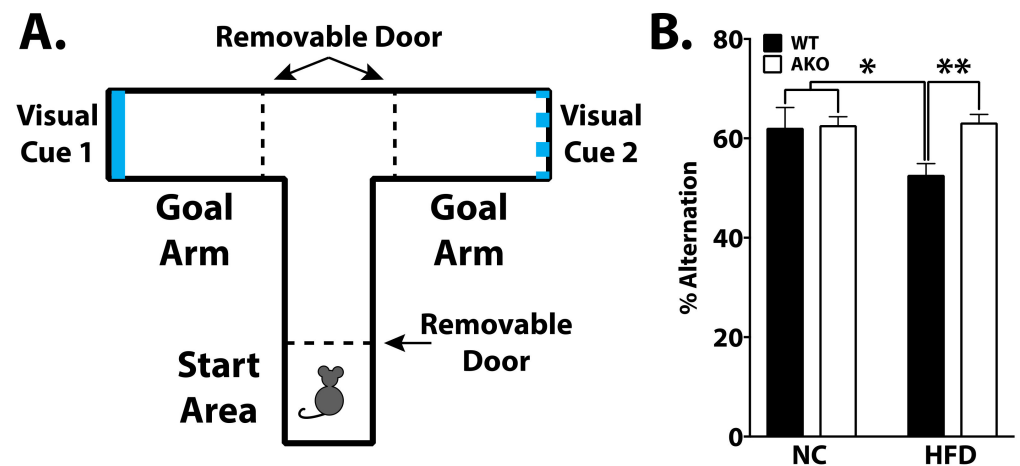 A.
Removable Door
Visual
Cue 1
Visual
Cue 2
Goal
Arm
Goal
Arm
Removable
Door
Start
Area
B.
WT
AKO
*
**
% Alternation
80
60
40
20
0
NC
HFD